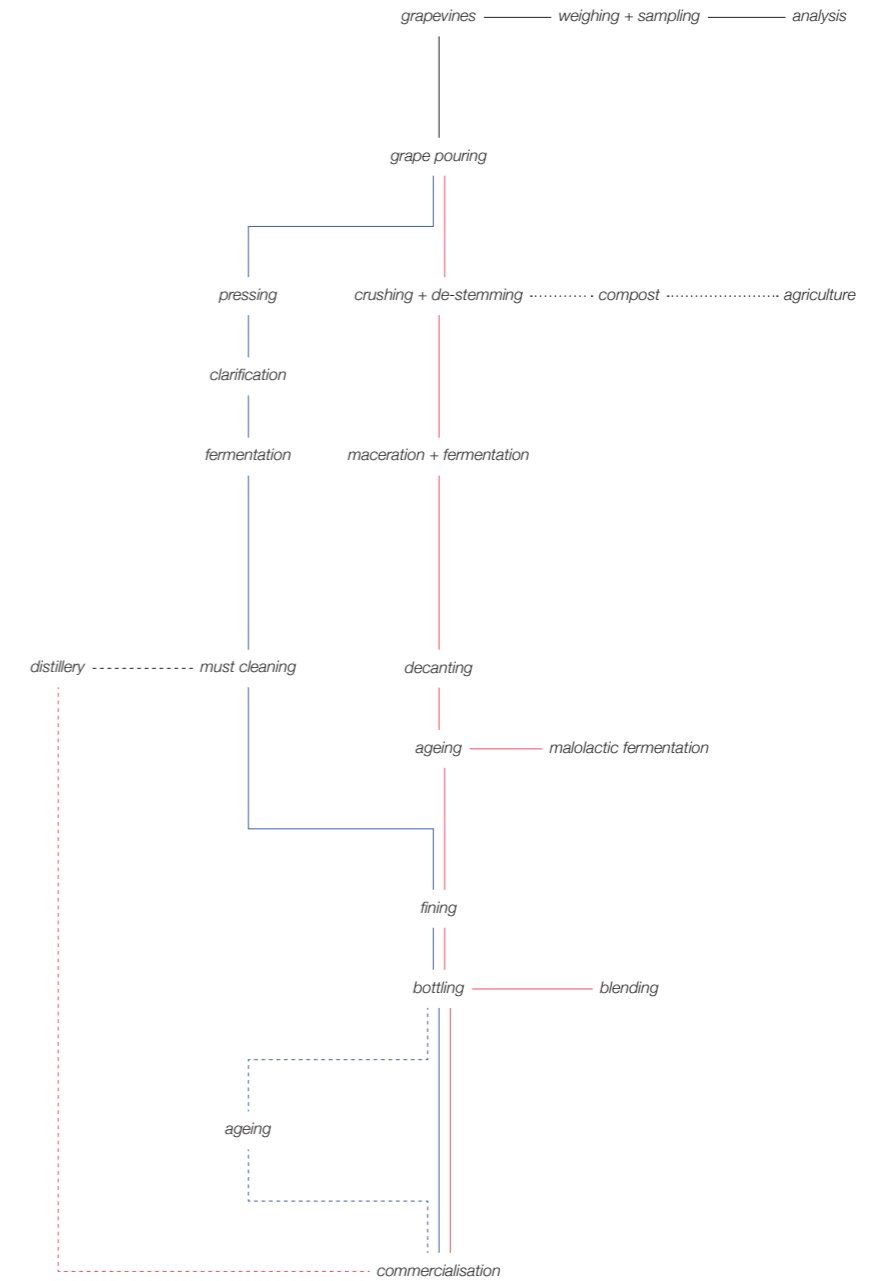 grapevines weighing + sampling analysis
grape pouring
pressing crushing + de-stemming compost agriculture
clarification
fermentation maceration + fermentation
distillery must cleaning decanting
ageing malolactic fermentation
fining
bottling blending
ageing
commercialisation